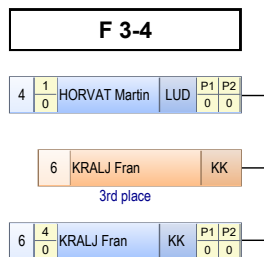 F 3-4
4 1 0 HORVAT Martin LUD P1 P2 0 0
6 KRALJ Fran KK
3rd place
6 4 0 KRALJ Fran KK P1 P2 0 0